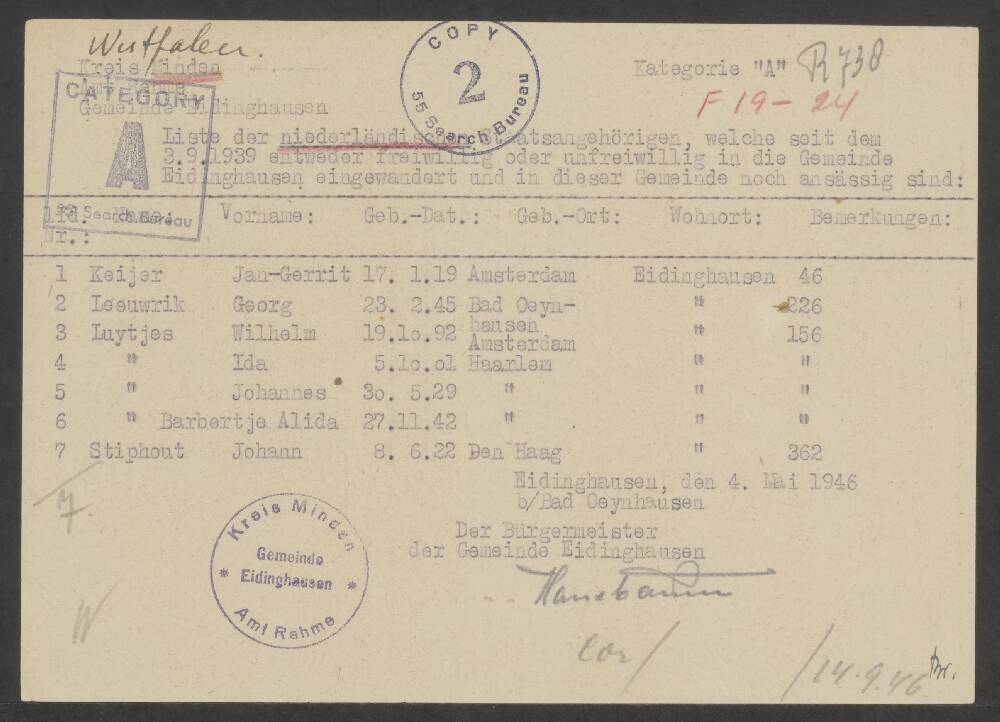 Westfalen.
Kreis Minden
Amt Rehme
Gemeinde Eidinghausen
Kategorie "A"
R 738
F 19 - 24
COPY
2
55 Search Bureau
CATEGORY
A
Search Bureau
Liste der niederländischen Staatsangehörigen, welche seit dem
3.9.1939 entweder freiwillig oder unfreiwillig in die Gemeinde
Eidinghausen eingewandert und in dieser Gemeinde noch ansässig sind:
lfd. Name: Vorname: Geb.-Dat.: Geb.-Ort: Wohnort: Bemerkungen:
Nr.:
1 Keijer Jan-Gerrit 17. 1.19 Amsterdam Eidinghausen 46
2 Leeuwrik Georg 23. 2.45 Bad Oeyn- " 226
hausen
3 Luytjes Wilhelm 19.1o.92 Amsterdam " 156
4 " Ida 5.1o.o1 Haarlem " "
5 " Johannes 3o. 5.29 " " "
6 " Barbertje Alida 27.11.42 " " "
7 Stiphout Johann 8. 6.22 Den Haag " 362
Eidinghausen, den 4. Mai 1946
b/Bad Oeynhausen
7
Der Bürgermeister
der Gemeinde Eidinghausen
Kreis Minden
Gemeinde
* Eidinghausen *
Amt Rehme
W
cor/
/14.9.46